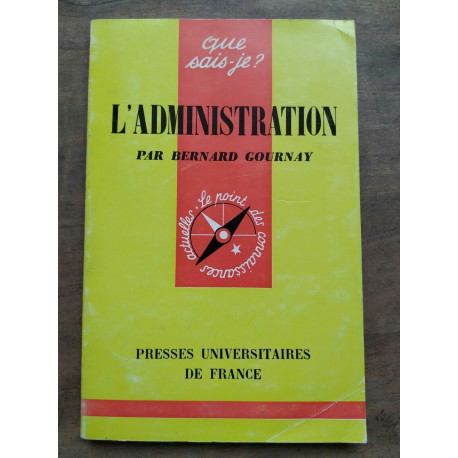 que
sais-je?
L'ADMINISTRATION
PAR BERNARD GOURNAY
Le point des connaissances actuelles
PRESSES UNIVERSITAIRES
DE FRANCE